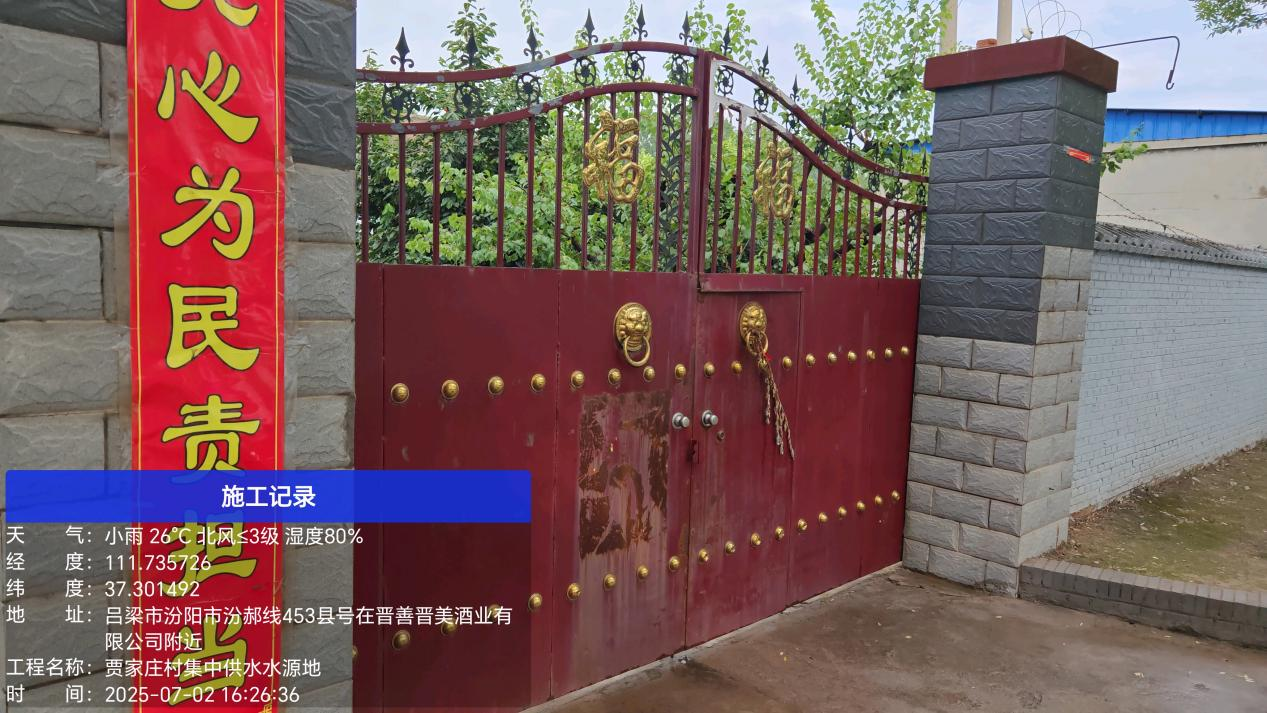 心为民责担当
福
福
施工记录
天 气：小雨 26℃ 北风≤3级 湿度80%
经 度：111.735726
纬 度：37.301492
地 址：吕梁市汾阳市汾郝线453县号在晋善晋美酒业有
限公司附近
工程名称：贾家庄村集中供水水源地
时 间：2025-07-02 16:26:36